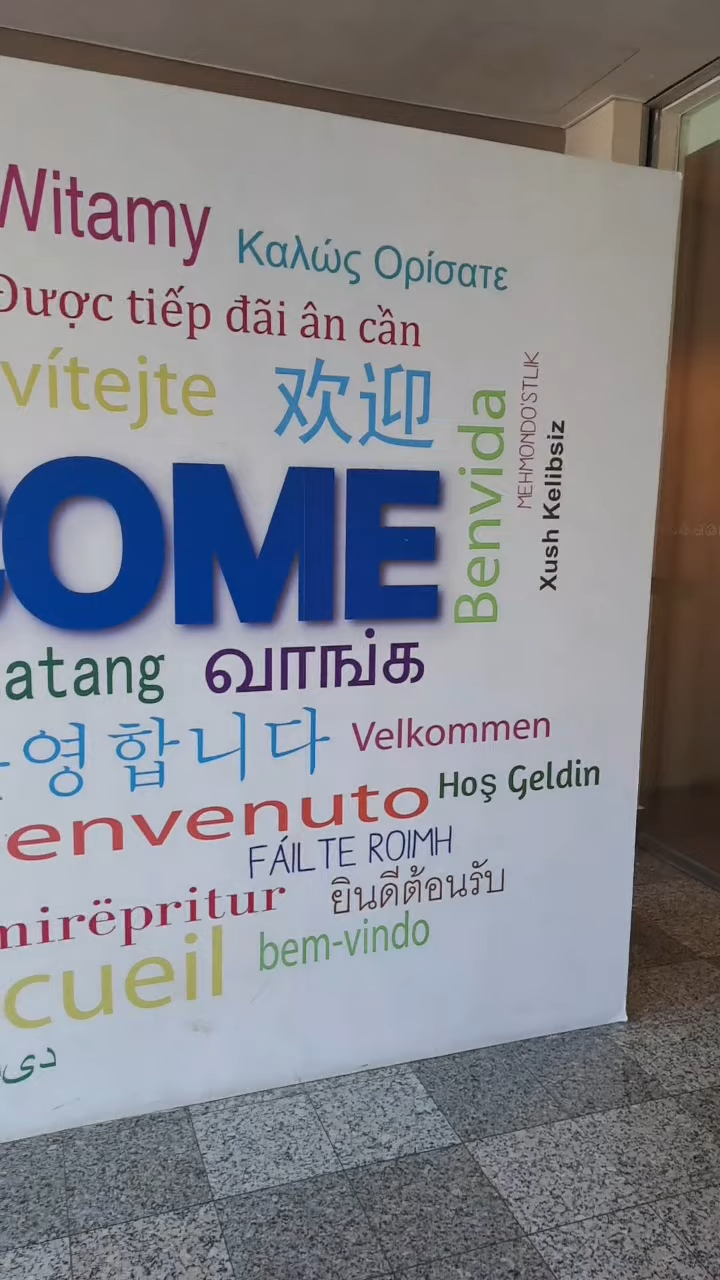 Witamy
Καλώς Ορίσατε
Được tiếp đãi ân cần
vítejte
欢迎
Benvida
MEHMONDO'STLIK
Xush Kelibsiz
COME
atang
வாங்க
영합니다
Velkommen
Hoş Geldin
envenuto
FÁILTE ROIMH
mirëpritur
ยินดีต้อนรับ
cueil
bem-vindo